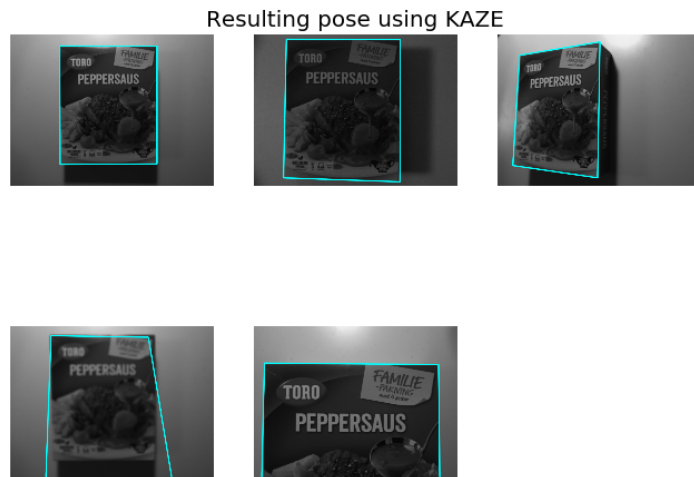 Resulting pose using KAZE
TORO
FAMILIE
PEPPERSAUS
TORO
FAMILIE
PEPPERSAUS
TORO
FAMILIE
PEPPERSAUS
TORO
FAMILIE
PEPPERSAUS
FAMILIE
-PAKNING
TORO
PEPPERSAUS